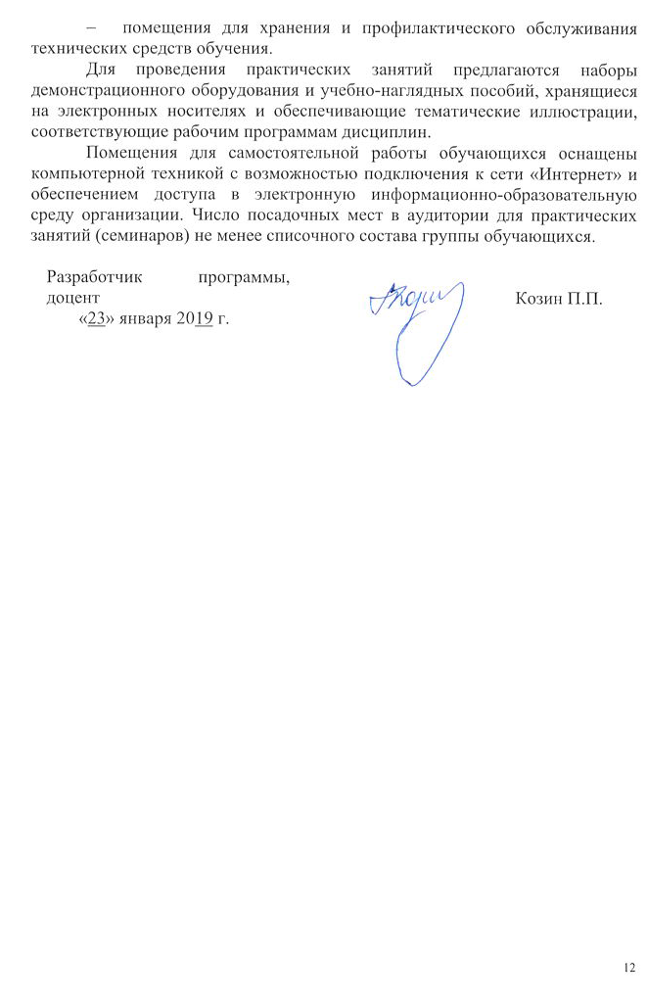 –   помещения для хранения и профилактического обслуживания
технических средств обучения.
Для проведения практических занятий предлагаются наборы
демонстрационного оборудования и учебно-наглядных пособий, хранящиеся
на электронных носителях и обеспечивающие тематические иллюстрации,
соответствующие рабочим программам дисциплин.
Помещения для самостоятельной работы обучающихся оснащены
компьютерной техникой с возможностью подключения к сети «Интернет» и
обеспечением доступа в электронную информационно-образовательную
среду организации. Число посадочных мест в аудитории для практических
занятий (семинаров) не менее списочного состава группы обучающихся.
Разработчик программы,
доцент Козин П.П.
«23» января 2019 г.
12